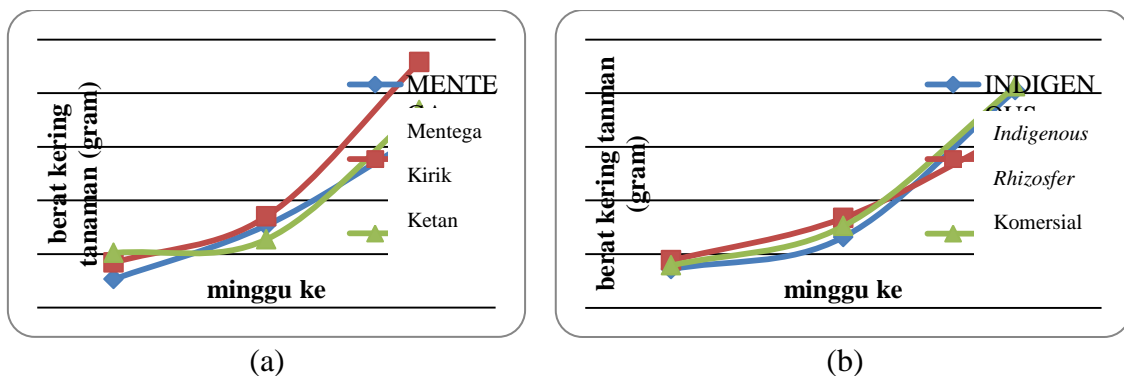 berat kering
tanaman (gram)
minggu ke
MENTE
Mentega
Kirik
Ketan
(a)
berat kering tanman
(gram)
minggu ke
INDIGEN
Indigenous
Rhizosfer
Komersial
(b)